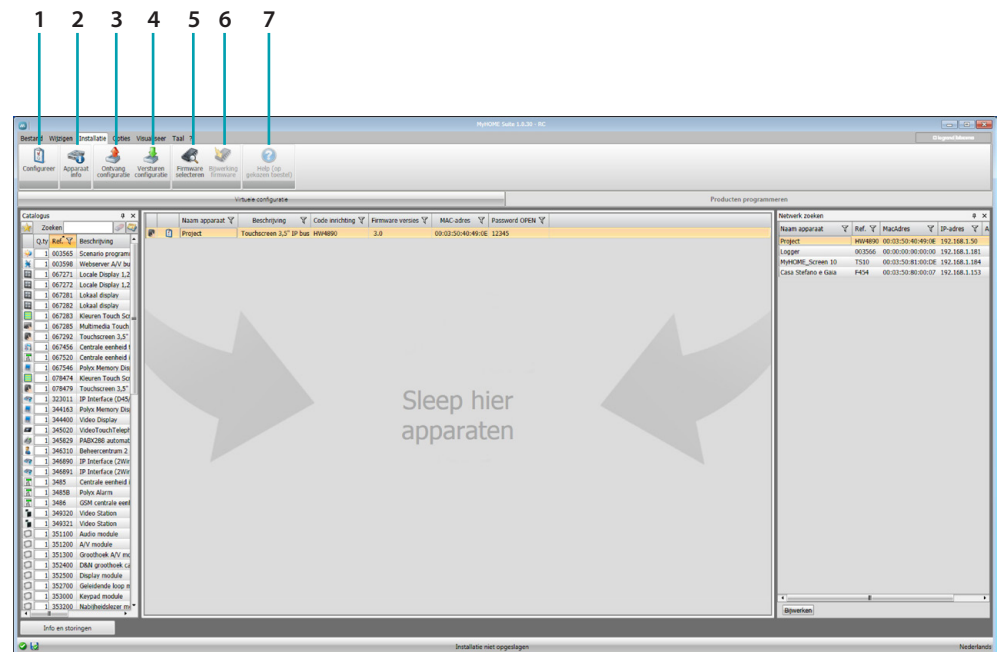 1 2 3 4 5 6 7
MyHOME Suite 1.0.30 - RC
Bestand Wijzigen Installatie Opties Visualiseer Taal ?
Configureer
Apparaat info
Ontvang configuratie
Versturen configuratie
Firmware selecteren
Bijwerking firmware
Help (op gekozen toestel)
Virtuele configuratie
Producten programmeren
Catalogus
Zoeken
Q.ty Ref. Beschrijving
1 003565 Scenario program
1 003598 Webserver A/V bu
1 067271 Locale Display 1,2
1 067272 Locale Display 1,2
1 067281 Lokaal display
1 067282 Lokaal display
1 067283 Kleuren Touch Scr
1 067285 Multimedia Touch
1 067292 Touchscreen 3,5"
1 067456 Centrale eenheid
1 067520 Centrale eenheid
1 067546 Polyx Memory Dis
1 078474 Kleuren Touch Scr
1 078479 Touchscreen 3,5"
1 323011 IP Interface (D45/
1 344163 Polyx Memory Dis
1 344400 Video Display
1 345020 VideoTouchTeleph
1 345829 PABX286 automat
1 346310 Beheercentrum 2
1 346890 IP Interface (2Wir
1 346891 IP Interface (2Wir
1 3485 Centrale eenheid
1 3485B Polyx Alarm
1 3486 GSM centrale eenh
1 349320 Video Station
1 349321 Video Station
1 351100 Audio module
1 351200 A/V module
1 351300 Groothoek A/V mo
1 352400 D&N groothoek ca
1 352500 Display module
1 352700 Geleidende loop m
1 353000 Keypad module
1 353200 Nabijheidslezer m
Naam apparaat Beschrijving Code inrichting Firmware versies MAC-adres Password OPEN
Project Touchscreen 3,5" IP bus HW4890 3.0 00:03:50:40:49:0E 12345
Sleep hier
apparaten
Netwerk zoeken
Naam apparaat Ref. MacAdres IP-adres A
Project HW4890 00:03:50:40:49:0E 192.168.1.50
Logger 003566 00:00:00:00:00:00 192.168.1.181
MyHOME_Screen 10 TS10 00:03:50:81:00:DE 192.168.1.184
Casa Stefano e Gaia F454 00:03:50:80:00:07 192.168.1.153
Bijwerken
Info en storingen
Installatie niet opgeslagen
Nederlands